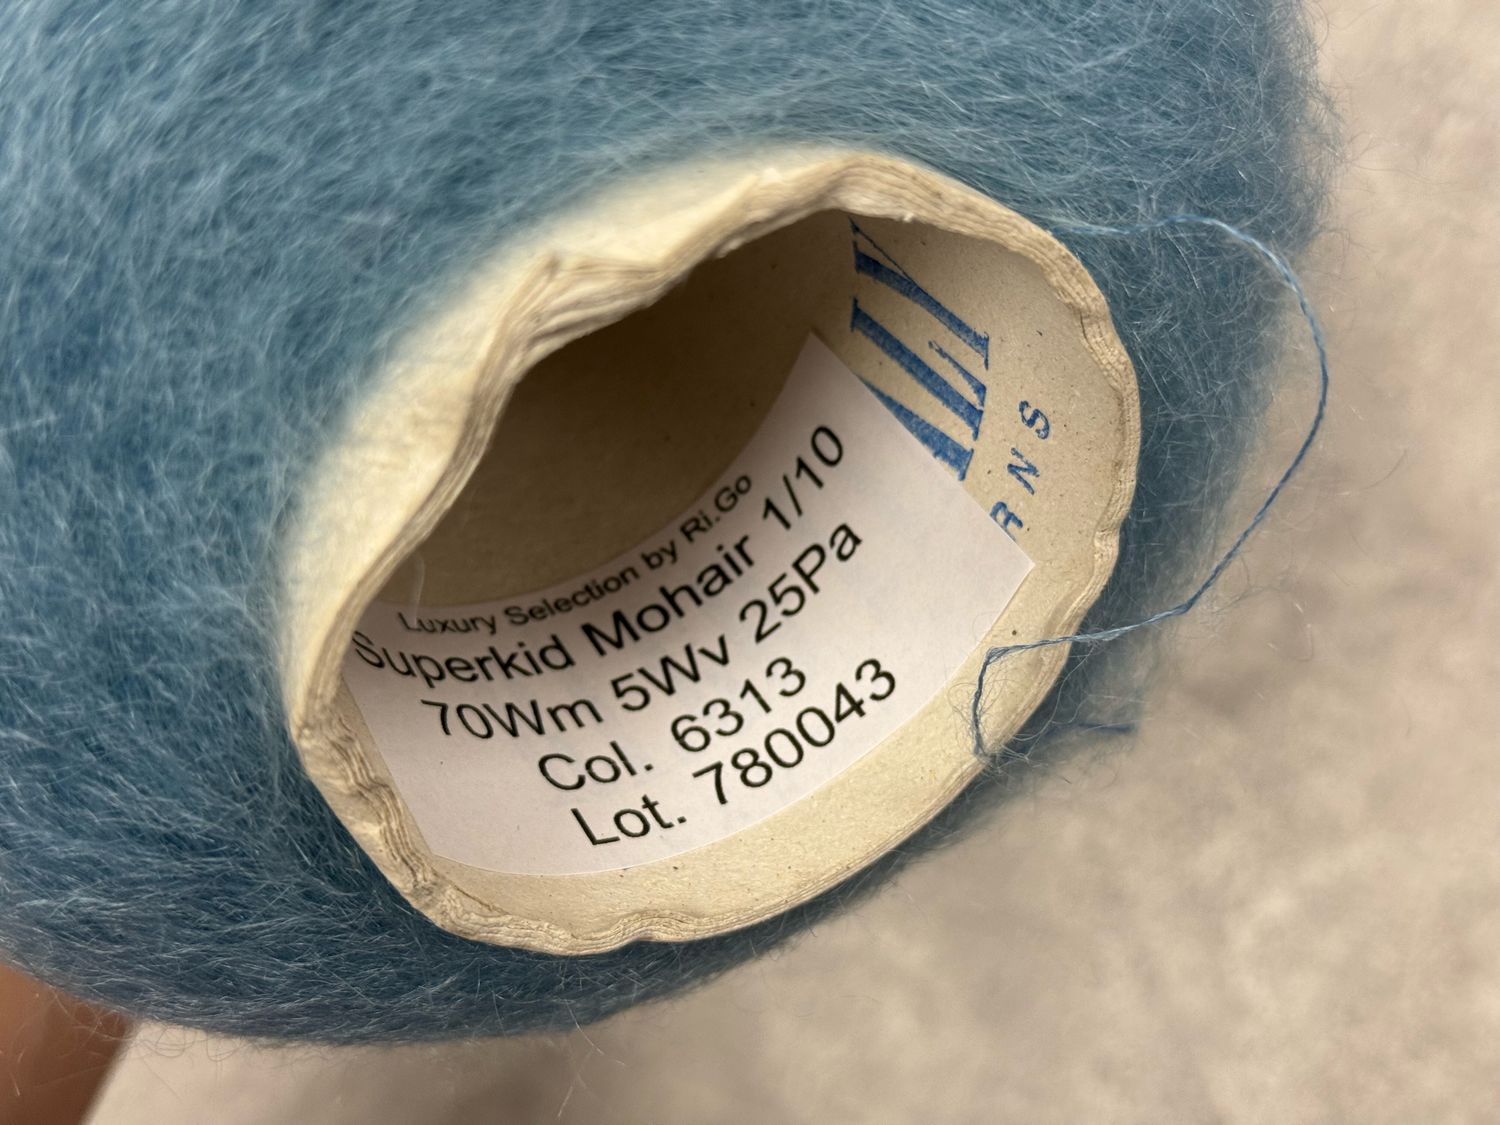 Luxury Selection by Ri.Go
Superkid Mohair 1/10
70Wm 5Wv 25Pa
Col. 6313
Lot. 780043